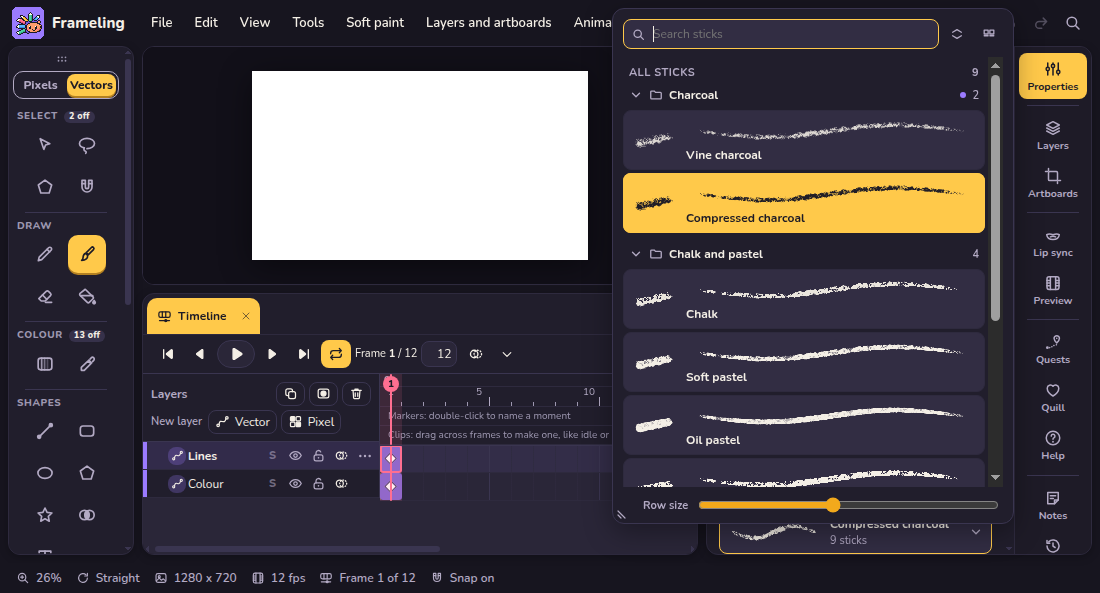 Frameling
File Edit View Tools Soft paint Layers and artboards
Search sticks
Pixels Vectors
SELECT 2 off
DRAW
COLOUR 13 off
SHAPES
ALL STICKS 9
Charcoal 2
Vine charcoal
Compressed charcoal
Chalk and pastel 4
Chalk
Soft pastel
Oil pastel
Row size
Compressed charcoal
9 sticks
Timeline
Frame 1 / 12 12
Layers
New layer Vector Pixel
1 5 10
Markers: double-click to name a moment
Clips: drag across frames to make one, like idle or
Lines S
Colour S
Properties
Layers
Artboards
Lip sync
Preview
Quests
Quill
Help
Notes
26% Straight 1280 x 720 12 fps Frame 1 of 12 Snap on